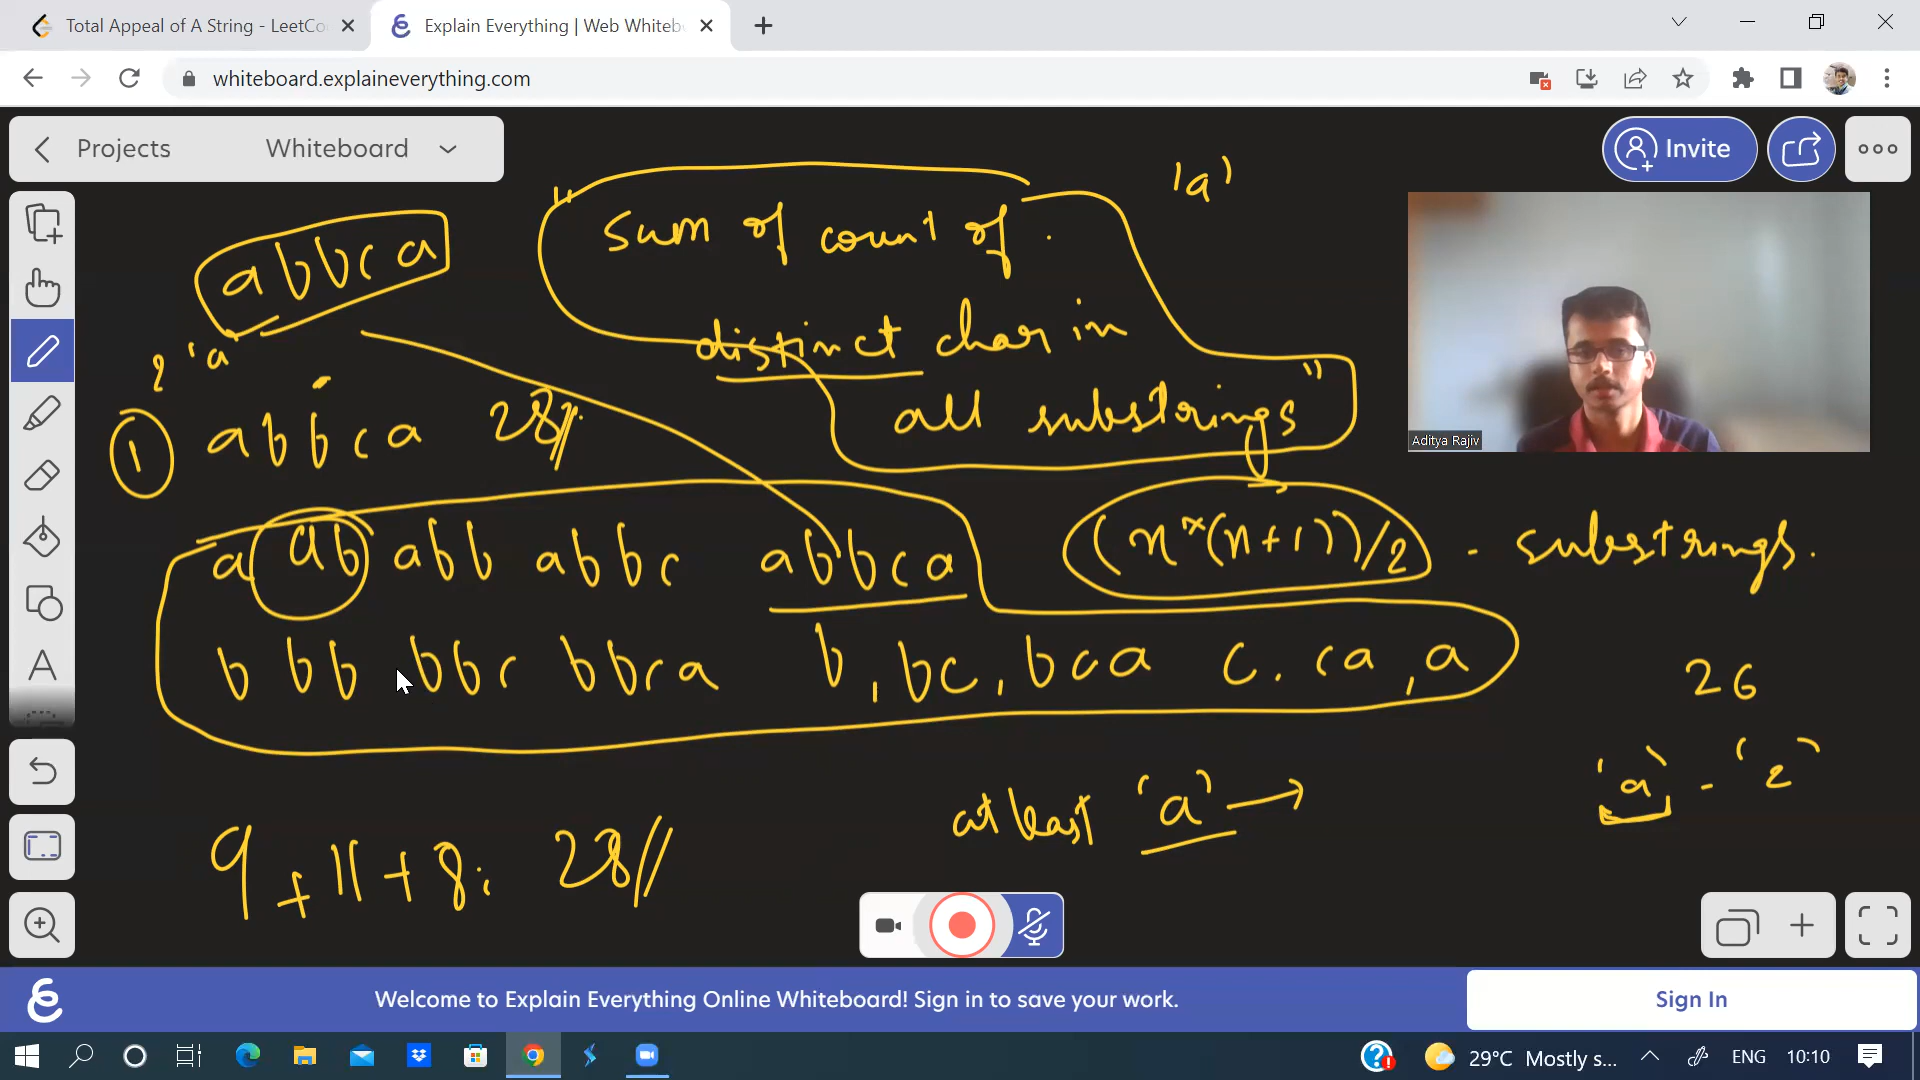 Total Appeal of A String - LeetCo
Explain Everything | Web Whiteb
whiteboard.explaineverything.com
Projects
Whiteboard
Invite
'a'
"sum of count of
distinct char in
all substrings"
abbca
2 'a'
1 abbca 28//
Aditya Rajiv
a ab abb abbc abbca
(n*(n+1))/2 - substrings.
b bb bbc bbca b, bc, bca c. ca, a
26
'a' - 'z'
at least 'a' →
9 + 11 + 8 : 28//
Welcome to Explain Everything Online Whiteboard! Sign in to save your work.
Sign In
29°C Mostly s...
ENG
10:10